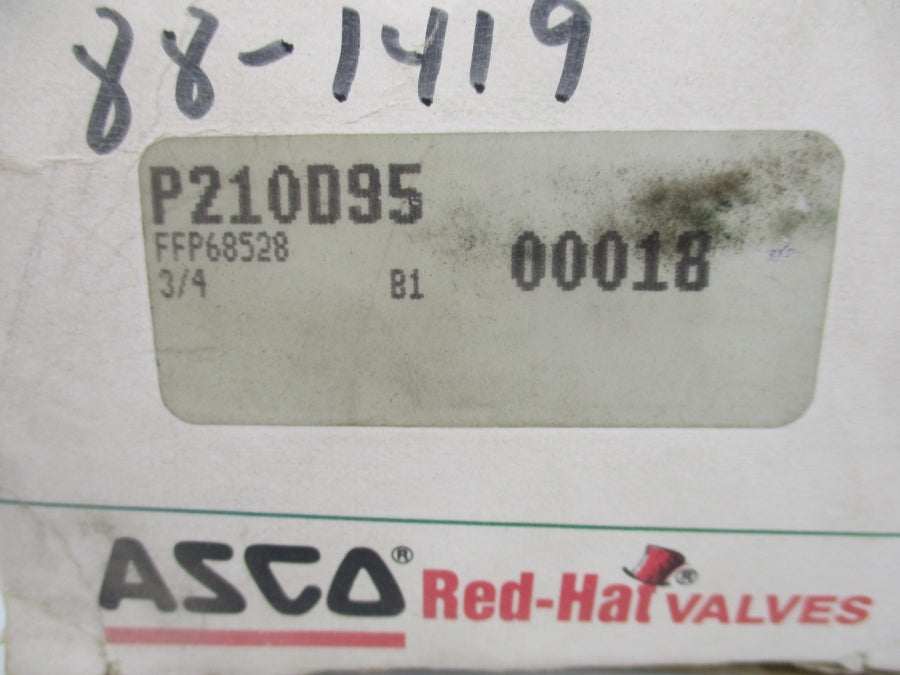 88-1419
P210D95
FFP68528
3/4 B1
00018
ASCO® Red-Hat® VALVES